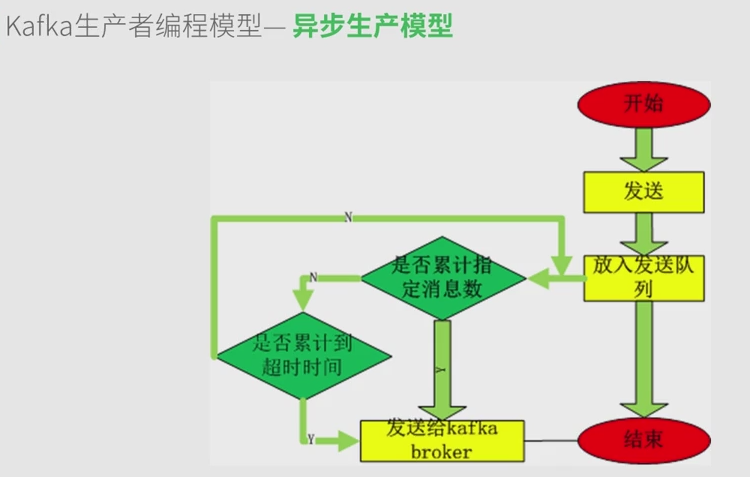 Kafka生产者编程模型— 异步生产模型
开始
发送
放入发送队
列
N
是否累计指
定消息数
N
Y
是否累计到
超时时间
Y
发送给kafka
broker
结束